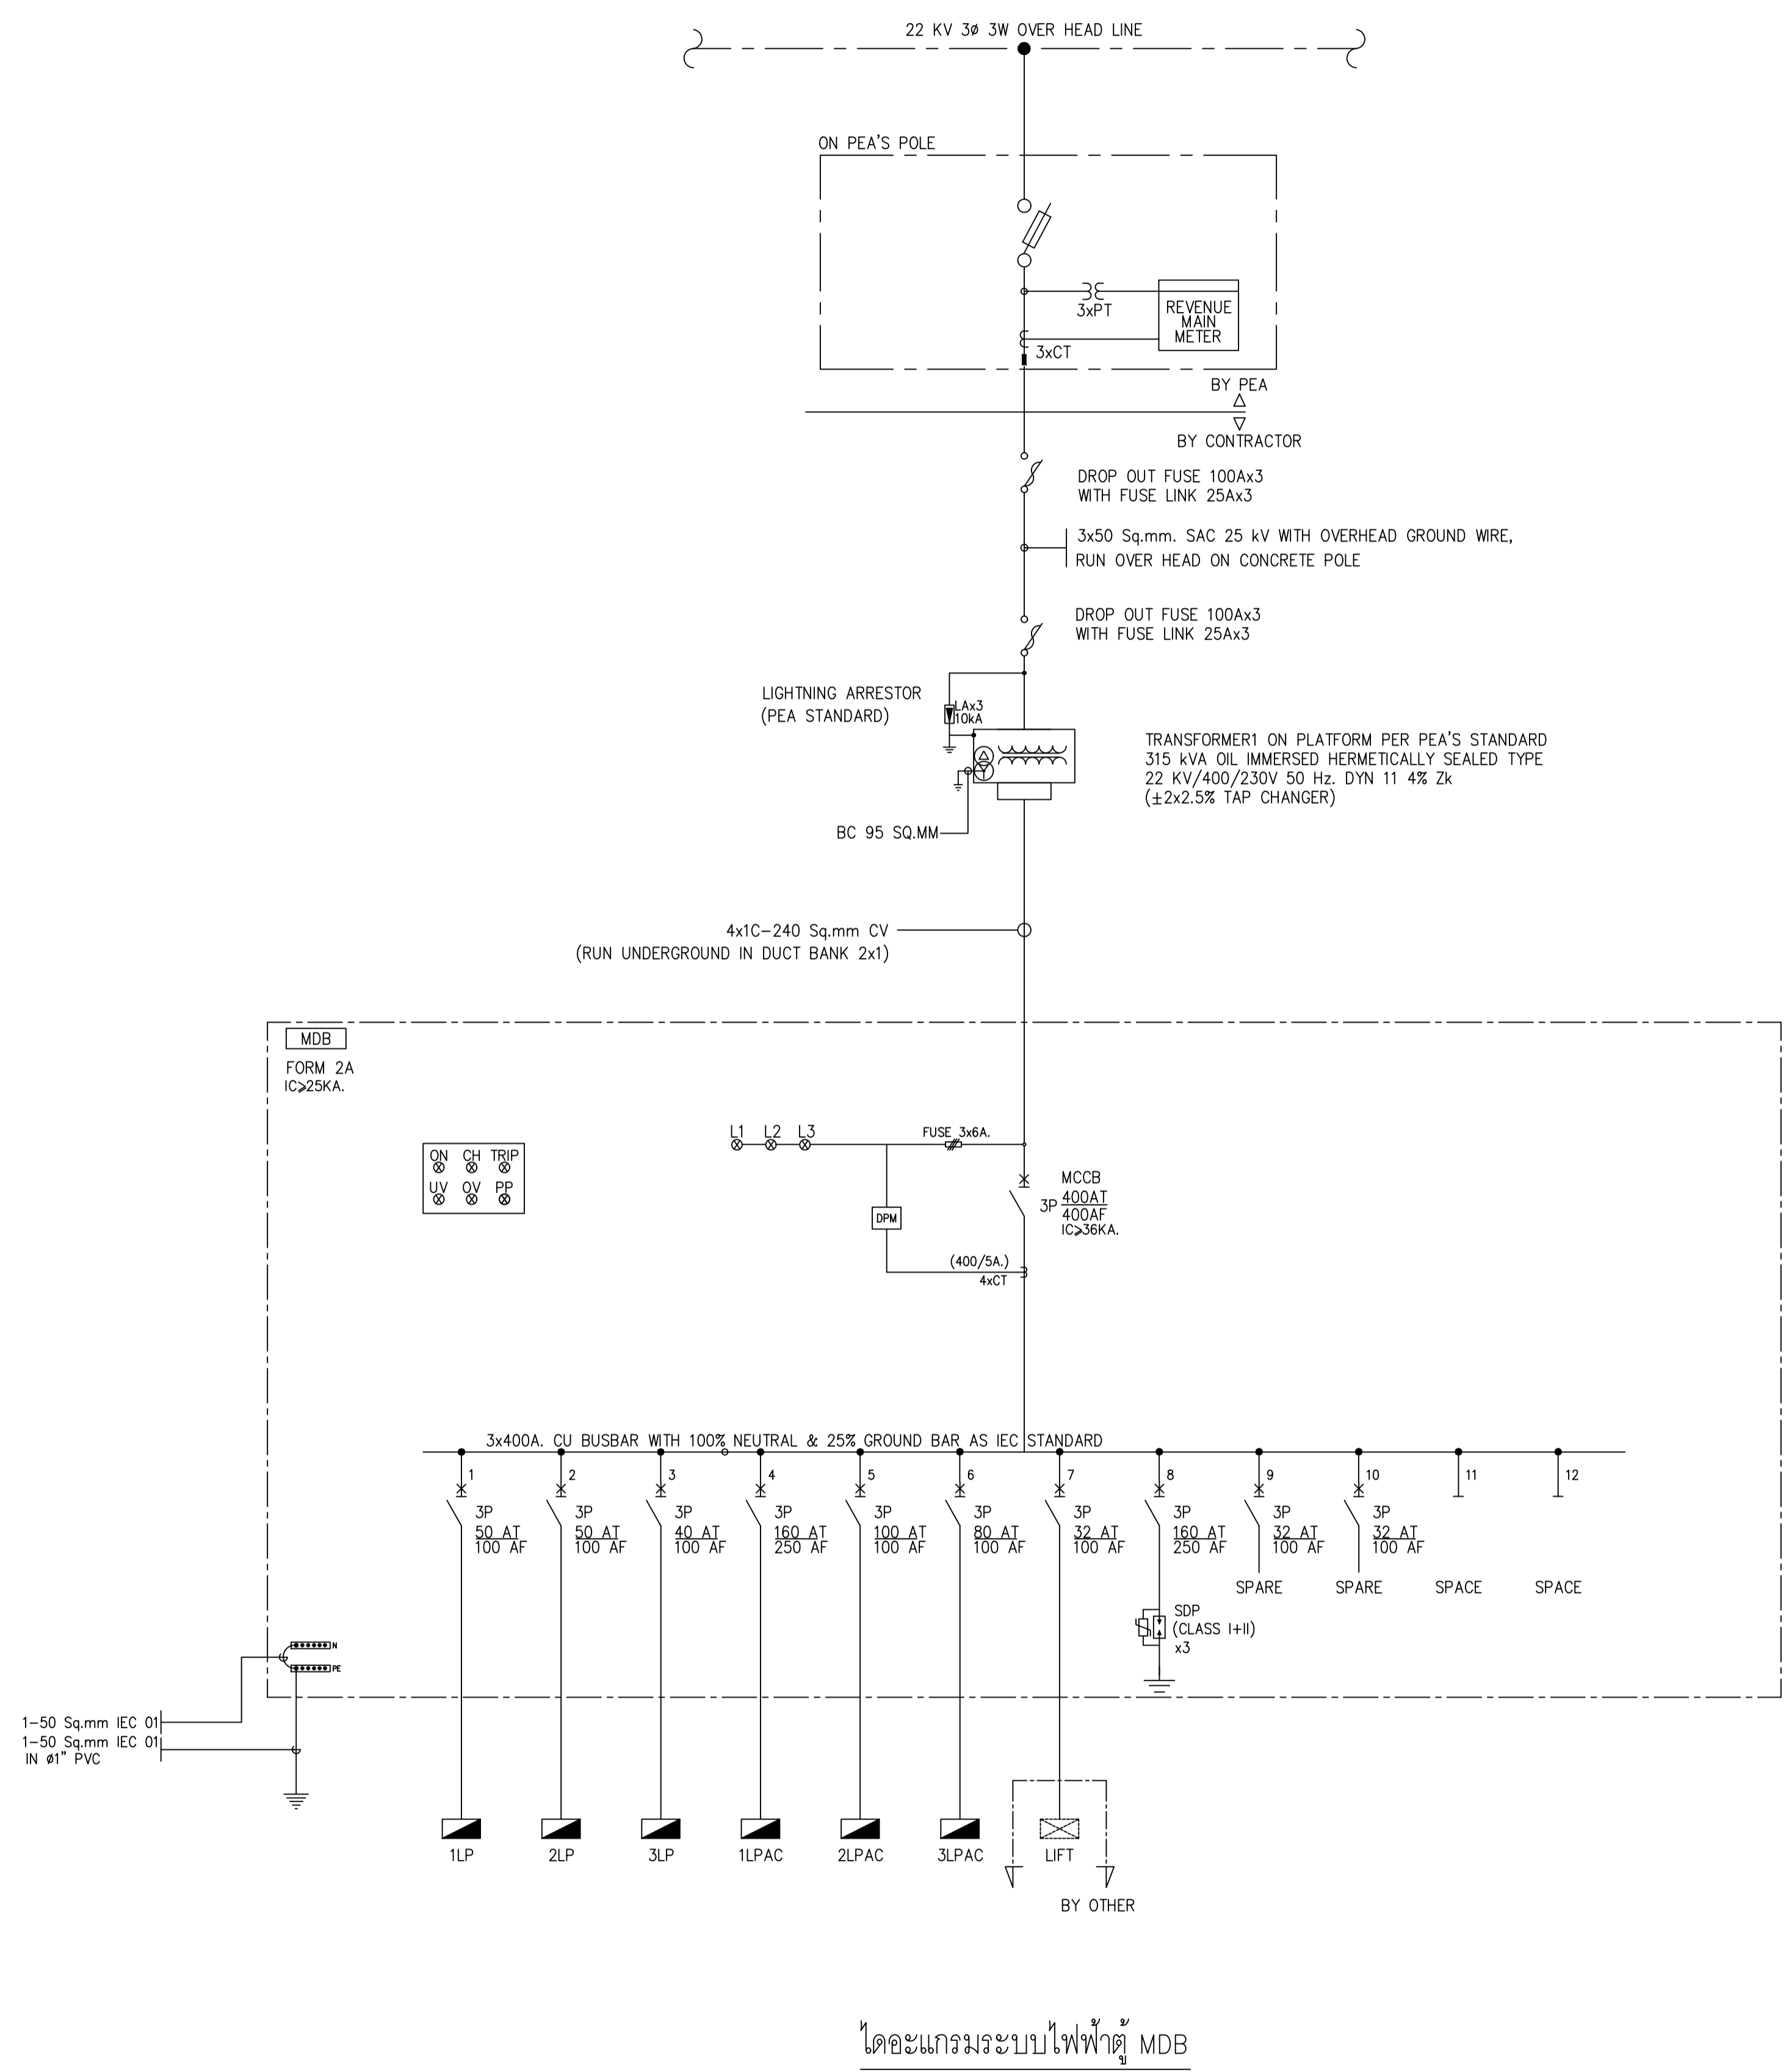 22 KV 3ø 3W OVER HEAD LINE
ON PEA'S POLE
3xPT
REVENUE
MAIN
METER
3xCT
BY PEA
BY CONTRACTOR
DROP OUT FUSE 100Ax3
WITH FUSE LINK 25Ax3
3x50 Sq.mm. SAC 25 kV WITH OVERHEAD GROUND WIRE,
RUN OVER HEAD ON CONCRETE POLE
DROP OUT FUSE 100Ax3
WITH FUSE LINK 25Ax3
LIGHTNING ARRESTOR
(PEA STANDARD)
LAx3
10kA
TRANSFORMER1 ON PLATFORM PER PEA'S STANDARD
315 kVA OIL IMMERSED HERMETICALLY SEALED TYPE
22 KV/400/230V 50 Hz. DYN 11 4% Zk
(±2x2.5% TAP CHANGER)
BC 95 SQ.MM
4x1C-240 Sq.mm CV
(RUN UNDERGROUND IN DUCT BANK 2x1)
MDB
FORM 2A
IC⩾25KA.
ON CH TRIP
UV OV PP
L1 L2 L3
FUSE 3x6A.
DPM
MCCB
3P 400AT
400AF
IC⩾36KA.
(400/5A.)
4xCT
3x400A. CU BUSBAR WITH 100% NEUTRAL & 25% GROUND BAR AS IEC STANDARD
1 2 3 4 5 6 7 8 9 10 11 12
3P 3P 3P 3P 3P 3P 3P 3P 3P 3P
50 AT 50 AT 40 AT 160 AT 100 AT 80 AT 32 AT 160 AT 32 AT 32 AT
100 AF 100 AF 100 AF 250 AF 100 AF 100 AF 100 AF 250 AF 100 AF 100 AF
SPARE SPARE SPACE SPACE
SDP
(CLASS I+II)
x3
N
PE
1-50 Sq.mm IEC 01
1-50 Sq.mm IEC 01
IN ø1" PVC
1LP 2LP 3LP 1LPAC 2LPAC 3LPAC LIFT
BY OTHER
ไดอะแกรมระบบไฟฟ้าตู้ MDB